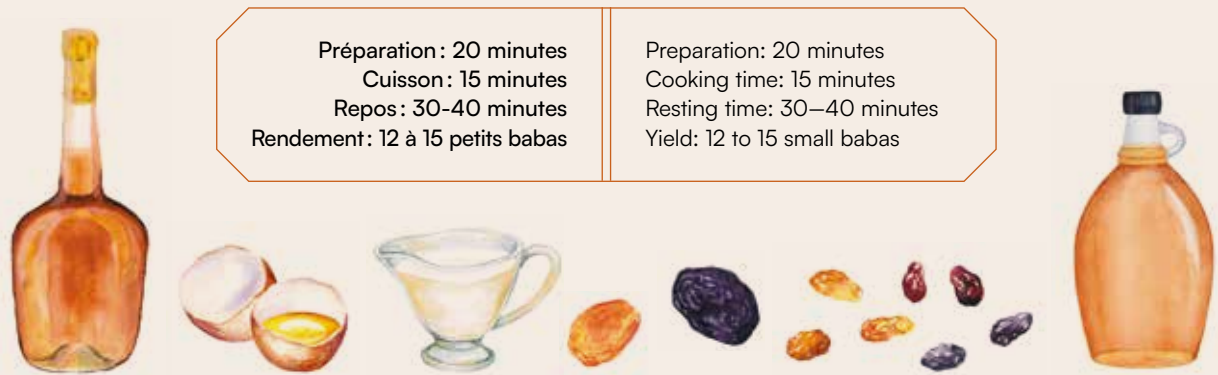 Préparation : 20 minutes
Cuisson : 15 minutes
Repos : 30-40 minutes
Rendement : 12 à 15 petits babas
Preparation: 20 minutes
Cooking time: 15 minutes
Resting time: 30–40 minutes
Yield: 12 to 15 small babas